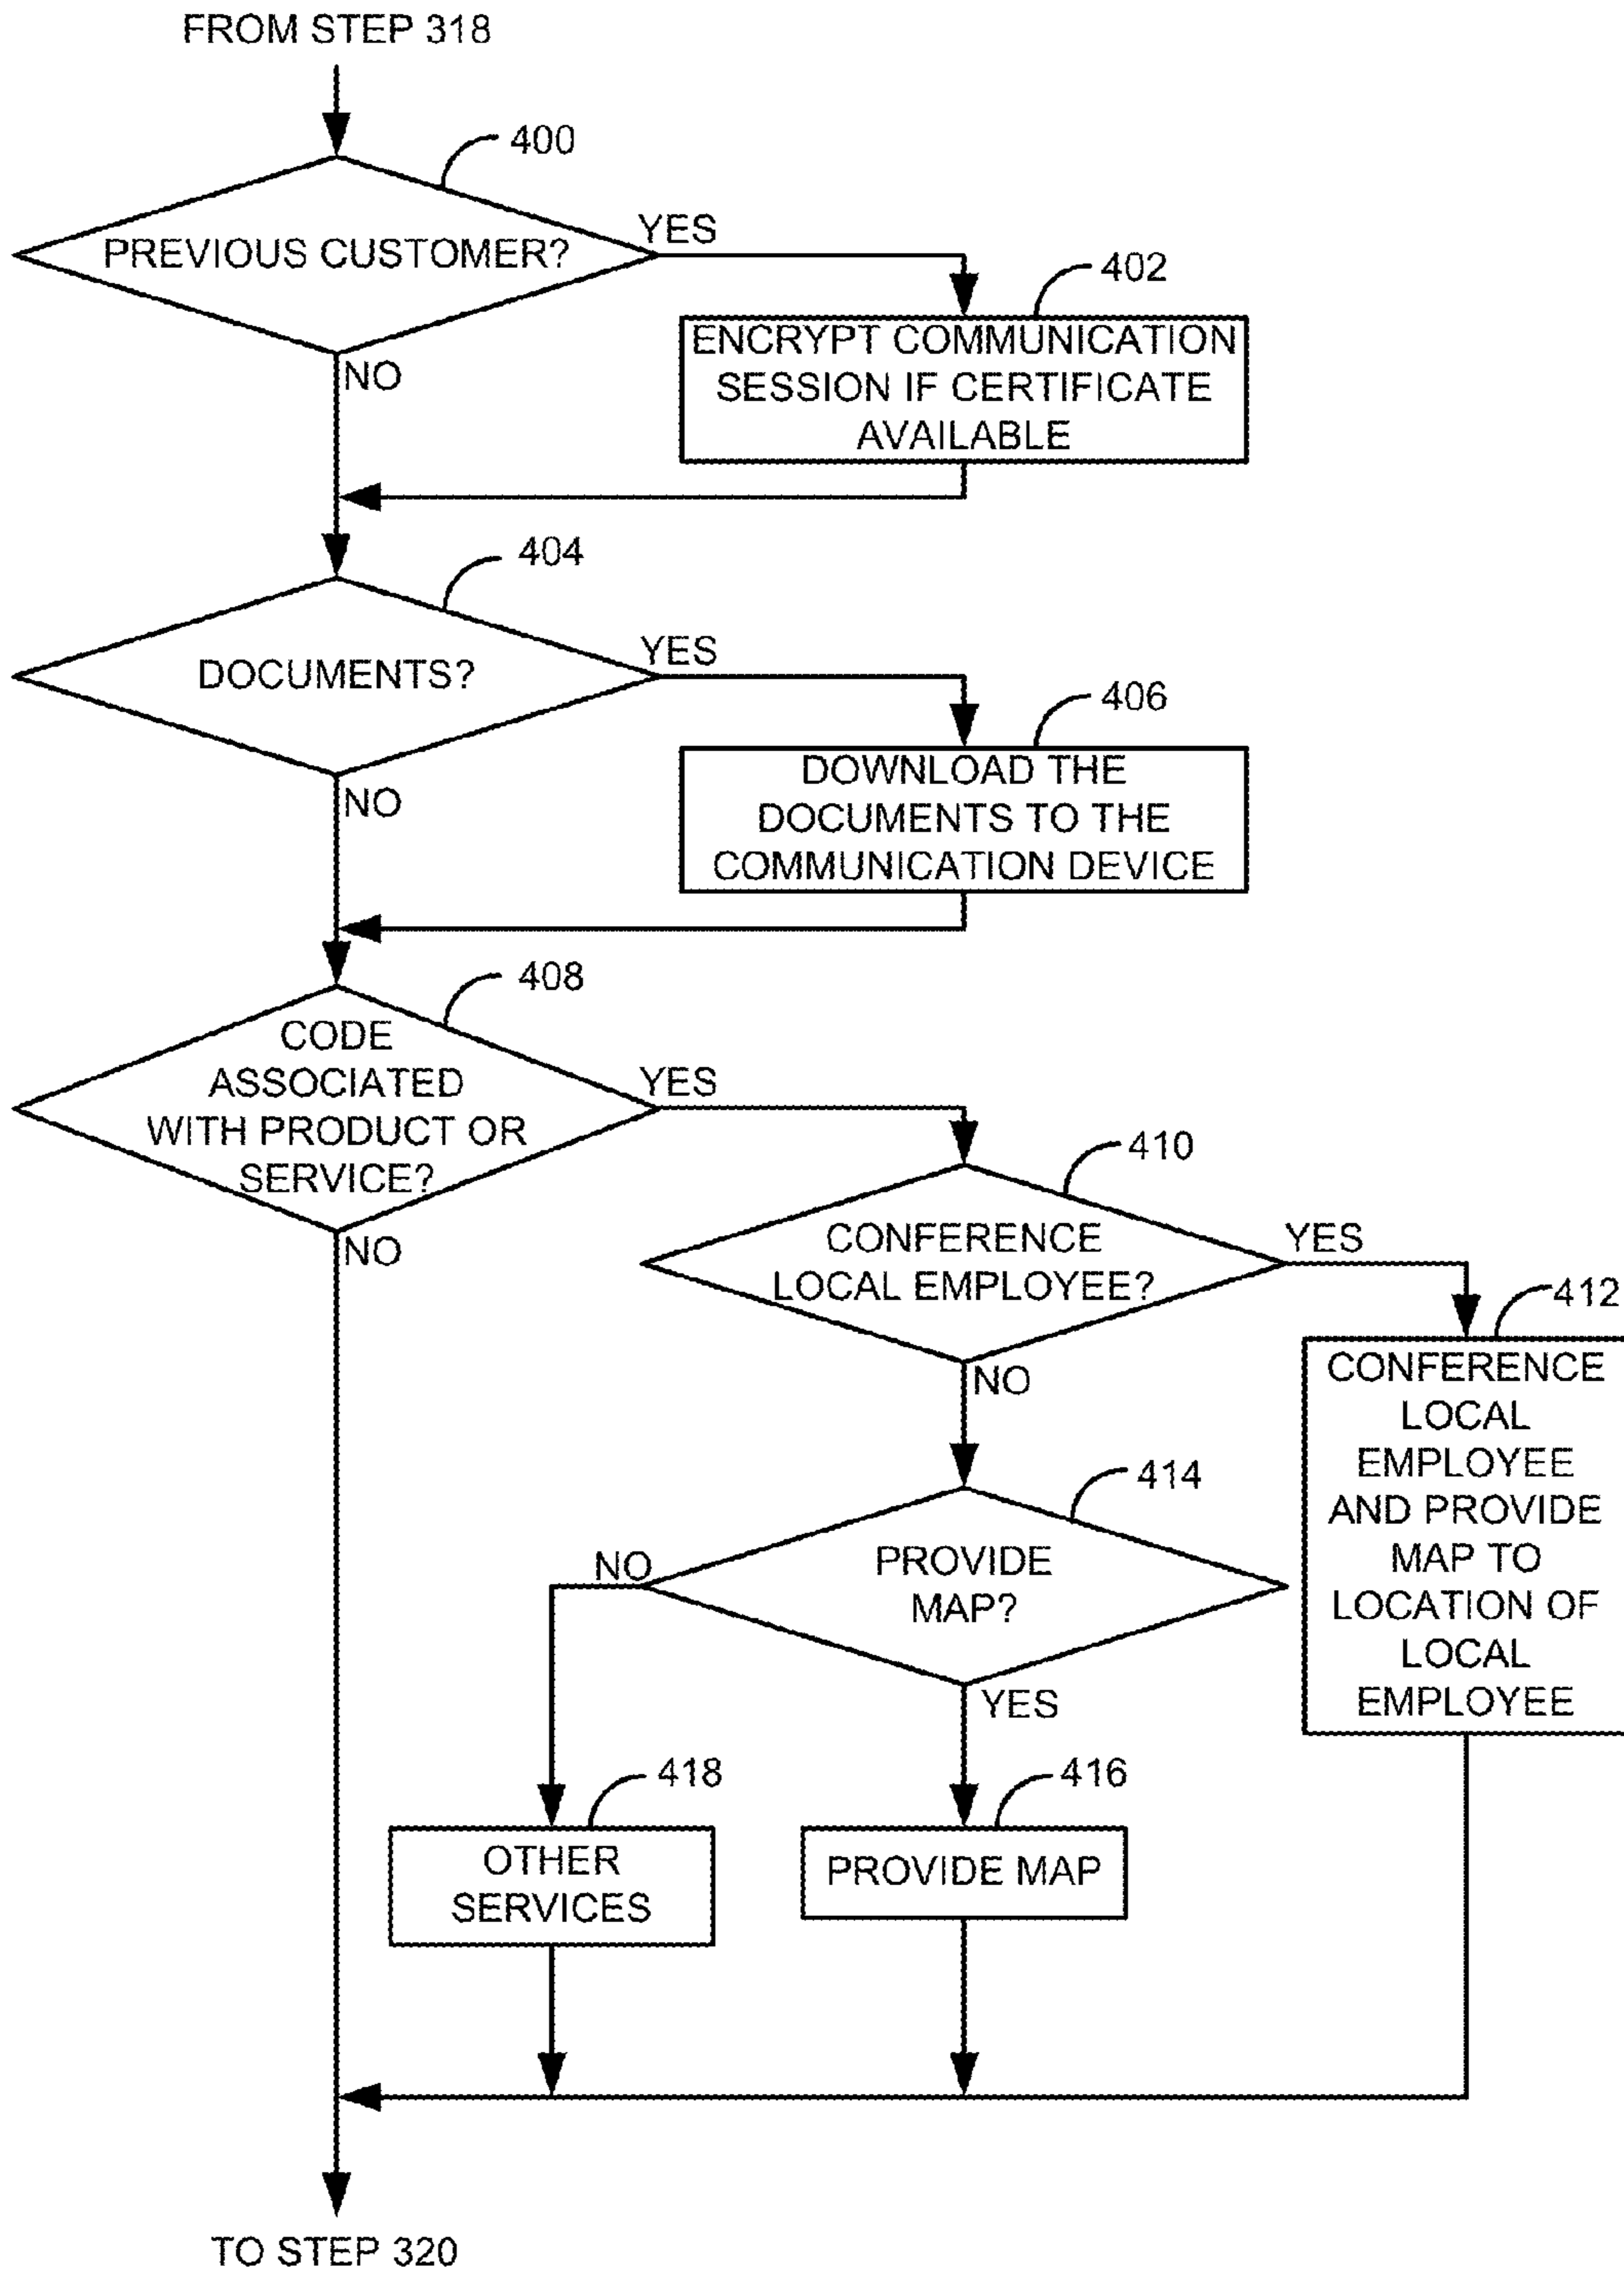 FROM STEP 318
400
PREVIOUS CUSTOMER?
YES
NO
402
ENCRYPT COMMUNICATION
SESSION IF CERTIFICATE
AVAILABLE
404
DOCUMENTS?
YES
NO
406
DOWNLOAD THE
DOCUMENTS TO THE
COMMUNICATION DEVICE
408
CODE
ASSOCIATED
WITH PRODUCT OR
SERVICE?
YES
NO
410
CONFERENCE
LOCAL EMPLOYEE?
YES
NO
412
CONFERENCE
LOCAL
EMPLOYEE
AND PROVIDE
MAP TO
LOCATION OF
LOCAL
EMPLOYEE
414
PROVIDE
MAP?
NO
YES
418
OTHER
SERVICES
416
PROVIDE MAP
TO STEP 320